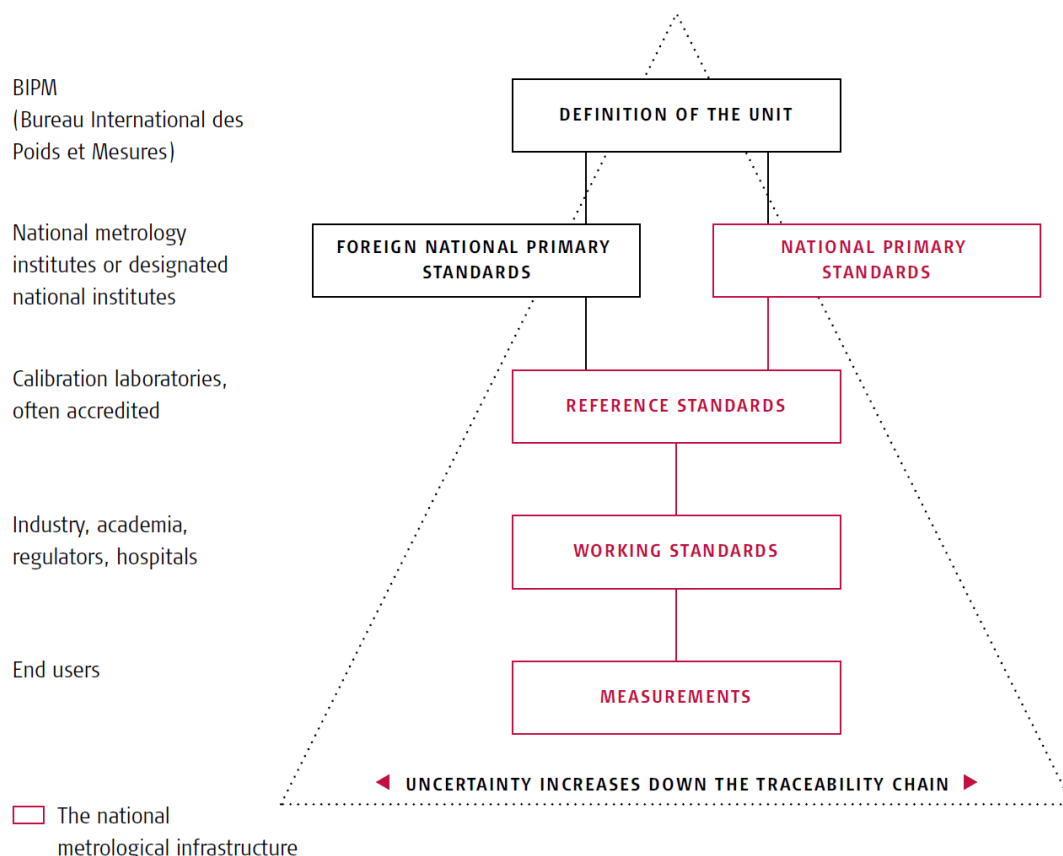 BIPM
(Bureau International des
Poids et Mesures)
DEFINITION OF THE UNIT
National metrology
institutes or designated
national institutes
FOREIGN NATIONAL PRIMARY
STANDARDS
NATIONAL PRIMARY
STANDARDS
Calibration laboratories,
often accredited
REFERENCE STANDARDS
Industry, academia,
regulators, hospitals
WORKING STANDARDS
End users
MEASUREMENTS
UNCERTAINTY INCREASES DOWN THE TRACEABILITY CHAIN
The national
metrological infrastructure